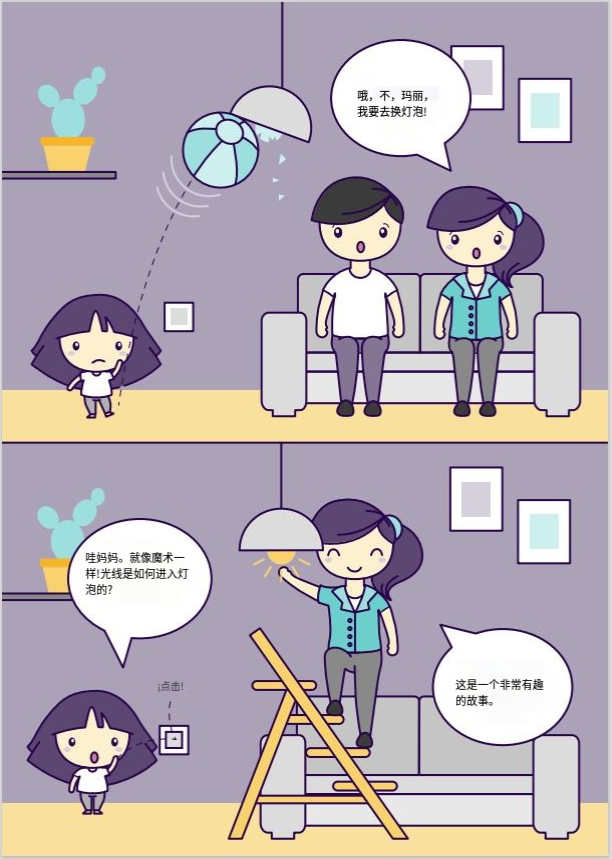 哦，不，玛丽，
我要去换灯泡!
哇妈妈。就像魔术一
样!光线是如何进入灯
泡的?
¡点击!
这是一个非常有趣
的故事。